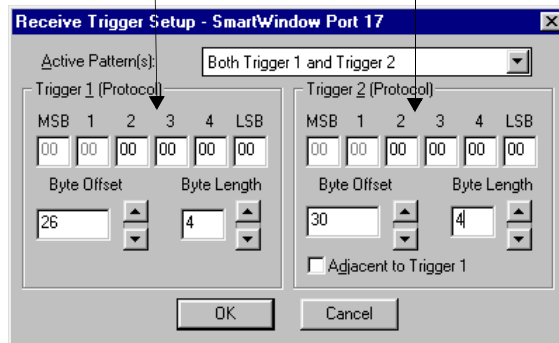 Receive Trigger Setup - SmartWindow Port 17
Active Pattern(s): Both Trigger 1 and Trigger 2
Trigger 1 (Protocol) Trigger 2 (Protocol)
MSB 1 2 3 4 LSB MSB 1 2 3 4 LSB
00 00 00 00 00 00 00 00 00 00 00 00
Byte Offset Byte Length Byte Offset Byte Length
26 4 30 4
Adjacent to Trigger 1
OK Cancel